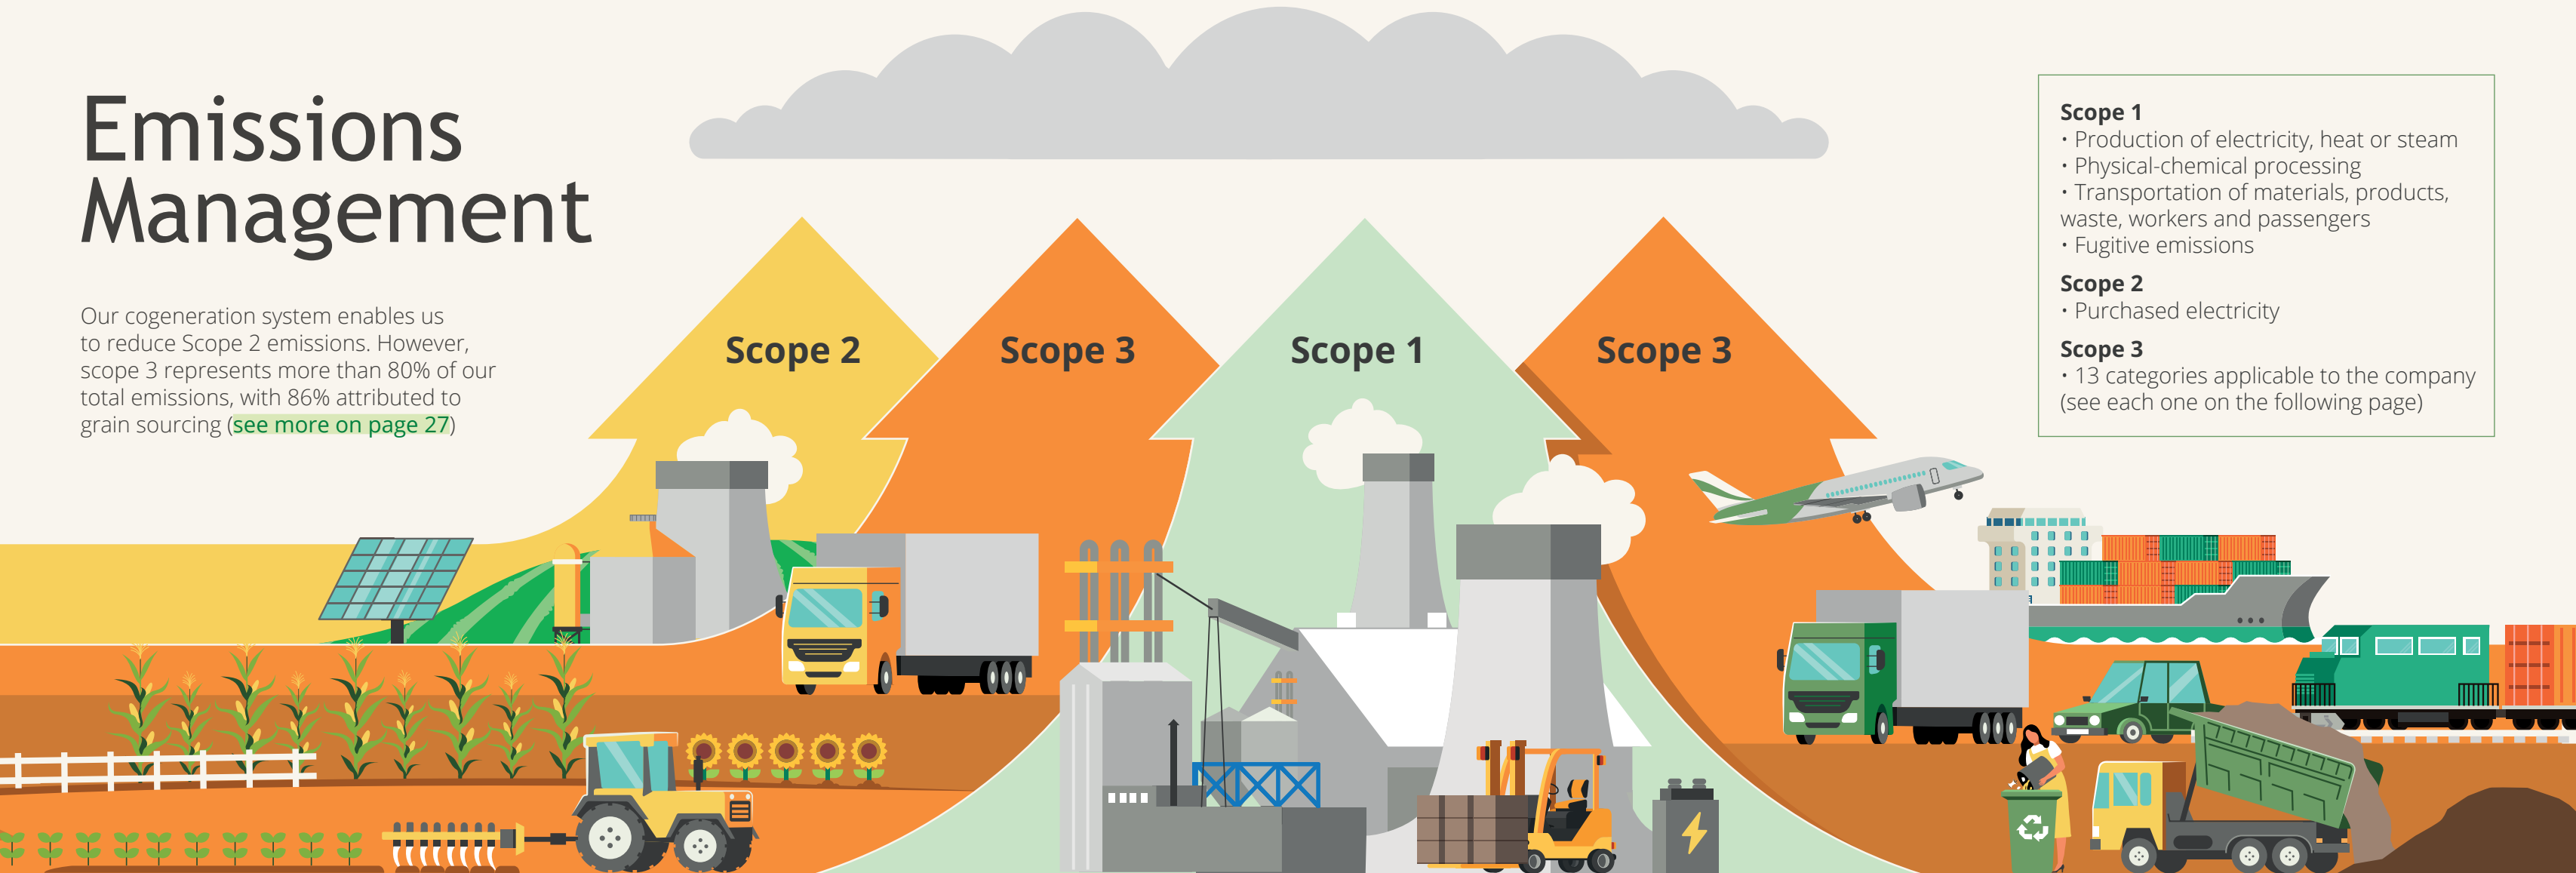 Emissions
Management
Our cogeneration system enables us
to reduce Scope 2 emissions. However,
scope 3 represents more than 80% of our
total emissions, with 86% attributed to
grain sourcing (see more on page 27)
Scope 2
Scope 3
Scope 1
Scope 3
Scope 1
• Production of electricity, heat or steam
• Physical-chemical processing
• Transportation of materials, products,
waste, workers and passengers
• Fugitive emissions
Scope 2
• Purchased electricity
Scope 3
• 13 categories applicable to the company
(see each one on the following page)